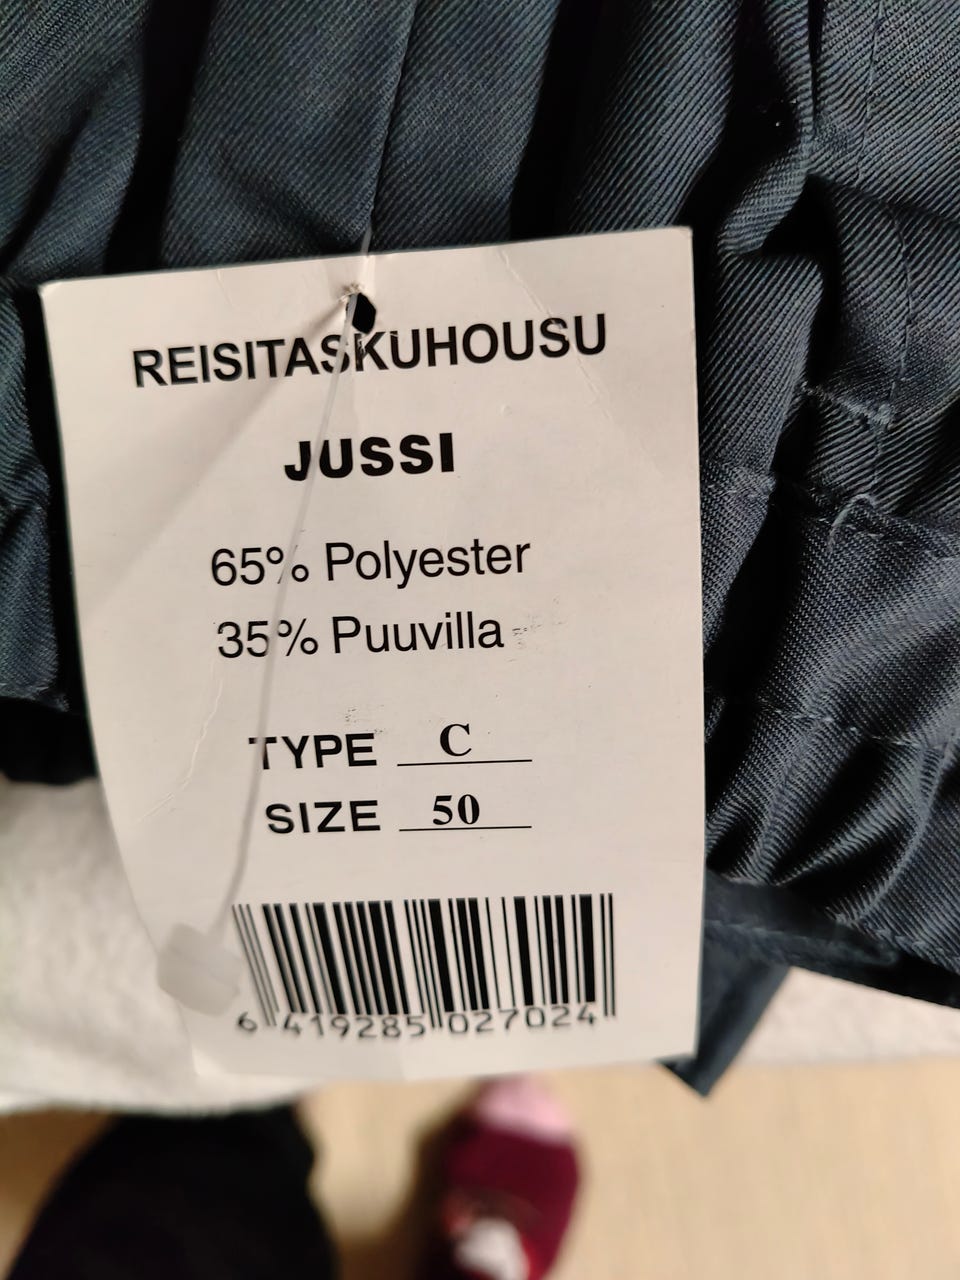 REISITASKUHOUSU
JUSSI
65% Polyester
35% Puuvilla
TYPE C
SIZE 50
6 419285 027024